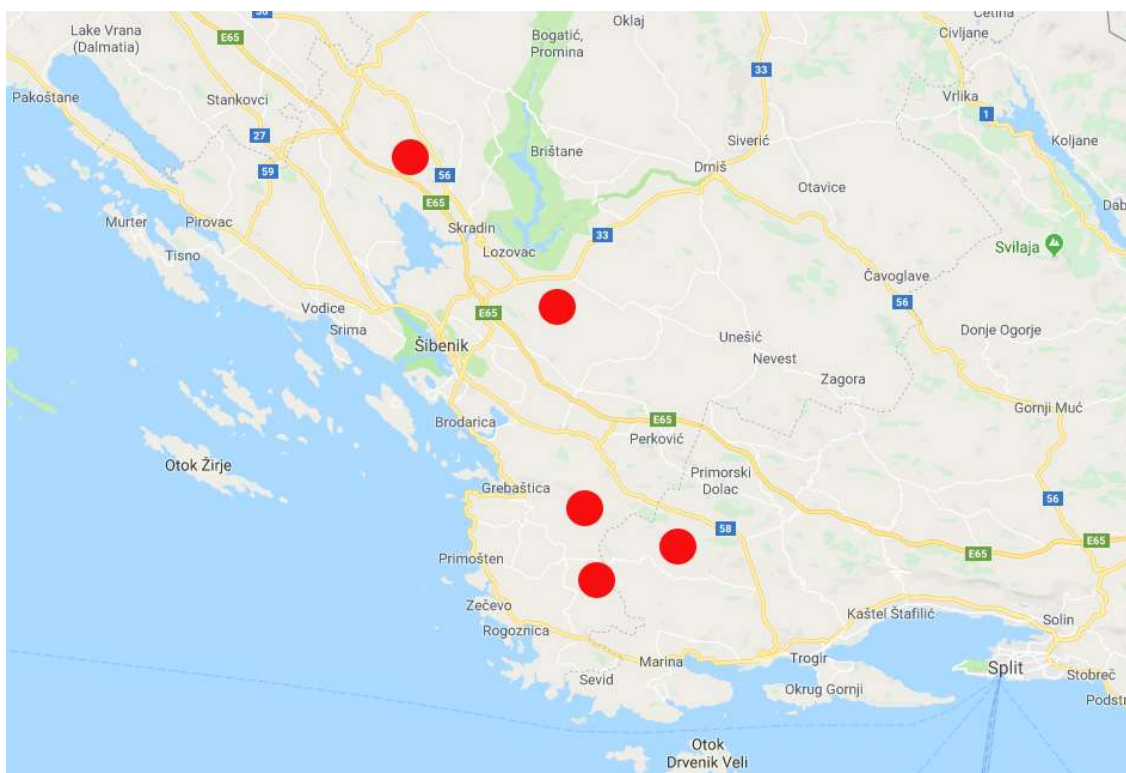 Oklaj
Cetina
Lake Vrana
(Dalmatia)
Bogatić,
Promina
Civljane
33
Pakoštane
Stankovci
Vrlika
1
27
Brištane
Siverić
Koljane
59
56
Drniš
E65
Otavice
Murter
Pirovac
Skradin
33
Tisno
Lozovac
Svilaja
Čavoglave
Vodice
E65
56
Srima
Šibenik
Unešić
Donje Ogorje
Nevest
Zagora
Gornji Muć
Brodarica
E65
Perković
Otok Žirje
Primorski
Dolac
Grebaštica
56
58
E65
E65
Primošten
Zečevo
Kaštel Štafilić
Solin
Rogoznica
Marina
Trogir
Split
Sevid
Okrug Gornji
Stobreč
Podst
Otok
Drvenik Veli